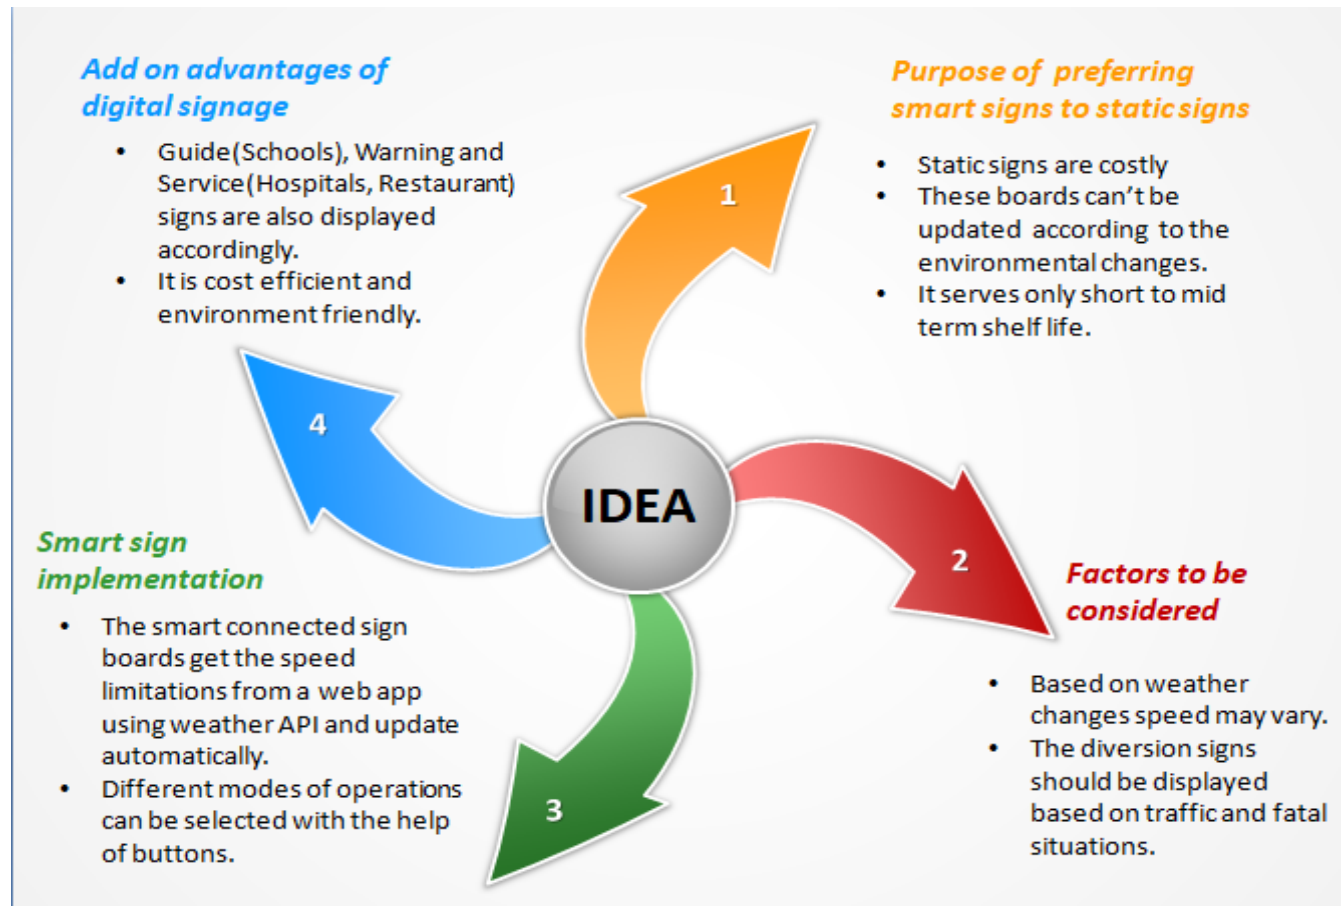 Add on advantages of
digital signage
• Guide(Schools), Warning and
Service(Hospitals, Restaurant)
signs are also displayed
accordingly.
• It is cost efficient and
environment friendly.
Purpose of preferring
smart signs to static signs
• Static signs are costly
• These boards can’t be
updated according to the
environmental changes.
• It serves only short to mid
term shelf life.
1
4
IDEA
2
3
Smart sign
implementation
• The smart connected sign
boards get the speed
limitations from a web app
using weather API and update
automatically.
• Different modes of operations
can be selected with the help
of buttons.
Factors to be
considered
• Based on weather
changes speed may vary.
• The diversion signs
should be displayed
based on traffic and fatal
situations.